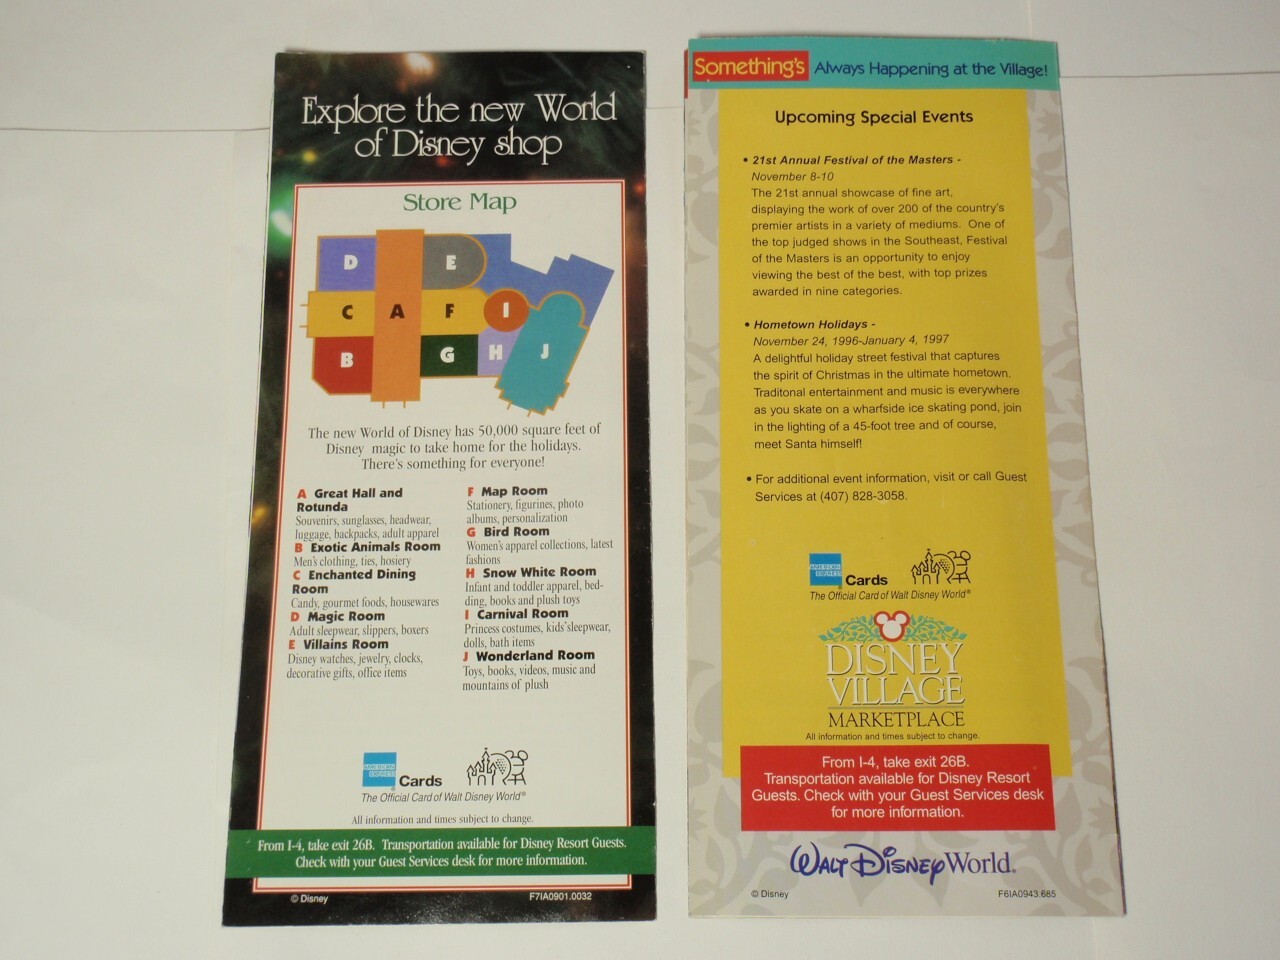 Explore the new World
of Disney shop
Store Map
D
E
C
A
F
I
B
G
H
J
The new World of Disney has 50,000 square feet of
Disney magic to take home for the holidays.
There's something for everyone!
A Great Hall and
Rotunda
Souvenirs, sunglasses, headwear,
luggage, backpacks, adult apparel
B Exotic Animals Room
Men's clothing, ties, hosiery
C Enchanted Dining
Room
Candy, gourmet foods, housewares
D Magic Room
Adult sleepwear, slippers, boxers
E Villains Room
Disney watches, jewelry, clocks,
decorative gifts, office items
F Map Room
Stationery, figurines, photo
albums, personalization
G Bird Room
Women's apparel collections, latest
fashions
H Snow White Room
Infant and toddler apparel, bed-
ding, books and plush toys
I Carnival Room
Princess costumes, kids'sleepwear,
dolls, bath items
J Wonderland Room
Toys, books, videos, music and
mountains of plush
AMERICAN
EXPRESS
Cards
The Official Card of Walt Disney World®
All information and times subject to change.
From I-4, take exit 26B. Transportation available for Disney Resort Guests.
Check with your Guest Services desk for more information.
© Disney
F7IA0901.0032
Something's Always Happening at the Village!
Upcoming Special Events
• 21st Annual Festival of the Masters -
November 8-10
The 21st annual showcase of fine art,
displaying the work of over 200 of the country's
premier artists in a variety of mediums. One of
the top judged shows in the Southeast, Festival
of the Masters is an opportunity to enjoy
viewing the best of the best, with top prizes
awarded in nine categories.
• Hometown Holidays -
November 24, 1996-January 4, 1997
A delightful holiday street festival that captures
the spirit of Christmas in the ultimate hometown.
Traditonal entertainment and music is everywhere
as you skate on a wharfside ice skating pond, join
in the lighting of a 45-foot tree and of course,
meet Santa himself!
• For additional event information, visit or call Guest
Services at (407) 828-3058.
AMERICAN
EXPRESS
Cards
The Official Card of Walt Disney World®
DISNEY
VILLAGE
MARKETPLACE
All information and times subject to change.
From I-4, take exit 26B.
Transportation available for Disney Resort
Guests. Check with your Guest Services desk
for more information.
Walt Disney World®
© Disney
F6IA0943.685